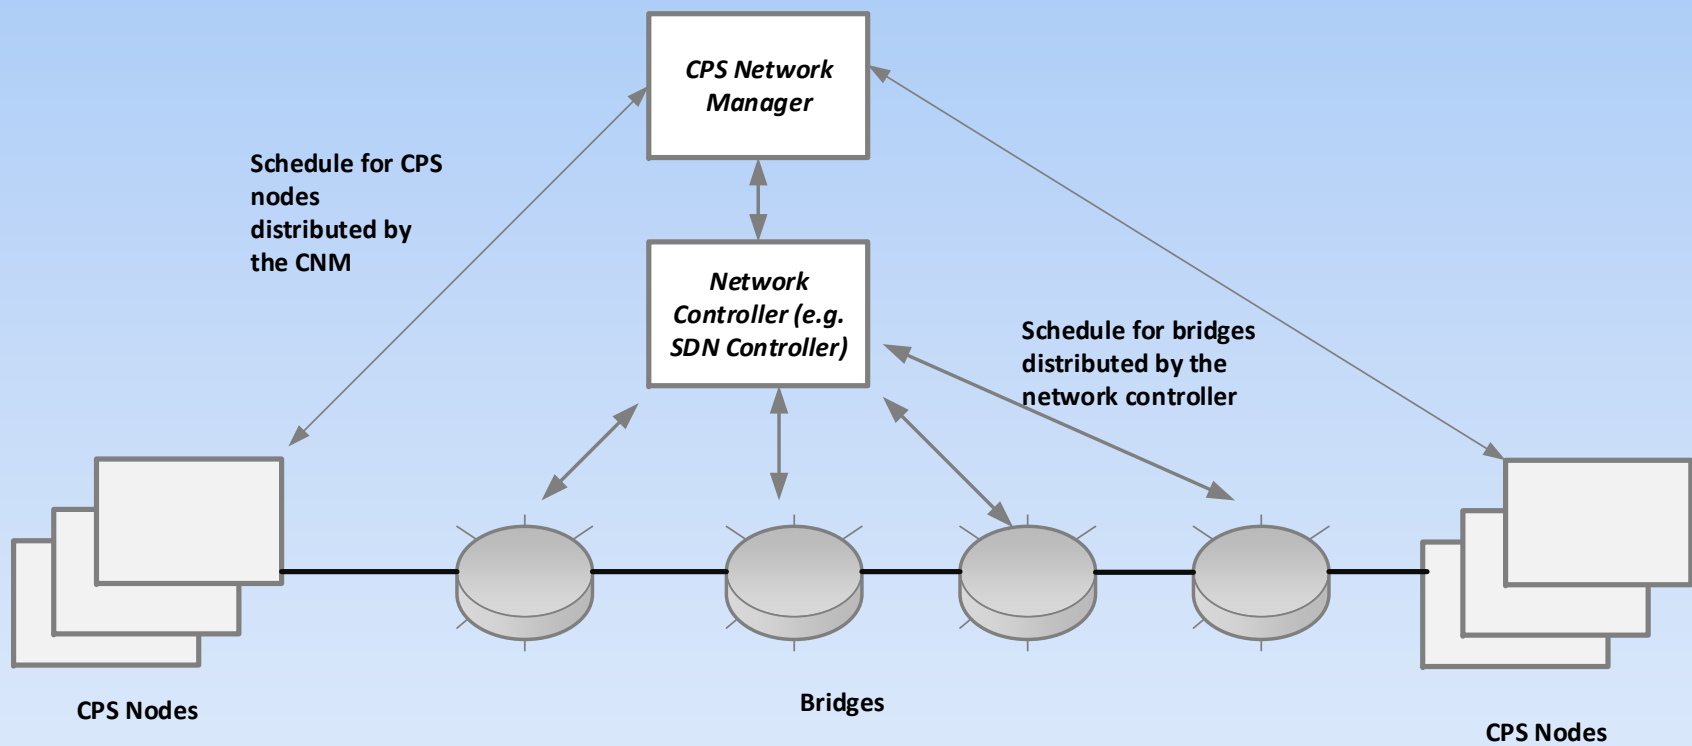 CPS Network
Manager
Schedule for CPS
nodes
distributed by
the CNM
Network
Controller (e.g.
SDN Controller)
Schedule for bridges
distributed by the
network controller
CPS Nodes
Bridges
CPS Nodes